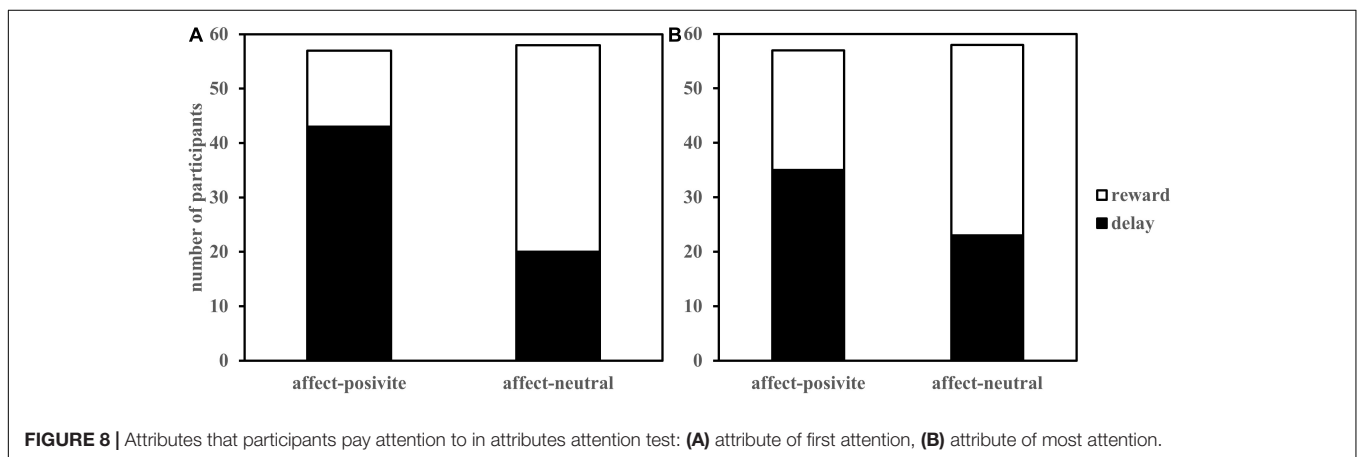 A
60
50
40
30
20
10
0
number of participants
affect-posivite
affect-neutral
B
60
50
40
30
20
10
0
affect-posivite
affect-neutral
reward
delay
FIGURE 8 | Attributes that participants pay attention to in attributes attention test: (A) attribute of first attention, (B) attribute of most attention.